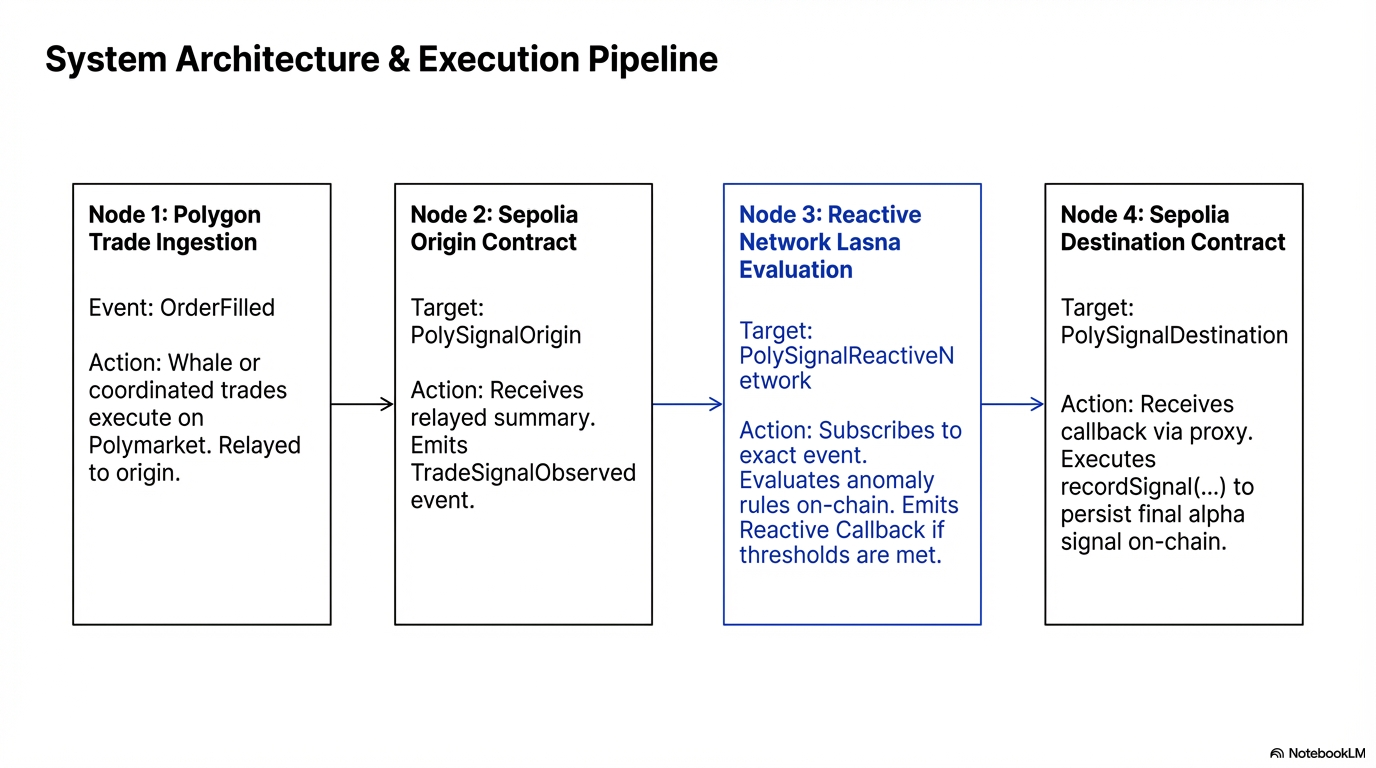 System Architecture & Execution Pipeline
Node 1: Polygon
Trade Ingestion
Event: OrderFilled
Action: Whale or
coordinated trades
execute on
Polymarket. Relayed
to origin.
Node 2: Sepolia
Origin Contract
Target:
PolySignalOrigin
Action: Receives
relayed summary.
Emits
TradeSignalObserved
event.
Node 3: Reactive
Network Lasna
Evaluation
Target:
PolySignalReactiveN
etwork
Action: Subscribes to
exact event.
Evaluates anomaly
rules on-chain. Emits
Reactive Callback if
thresholds are met.
Node 4: Sepolia
Destination Contract
Target:
PolySignalDestination
Action: Receives
callback via proxy.
Executes
recordSignal(...) to
persist final alpha
signal on-chain.
NotebookLM